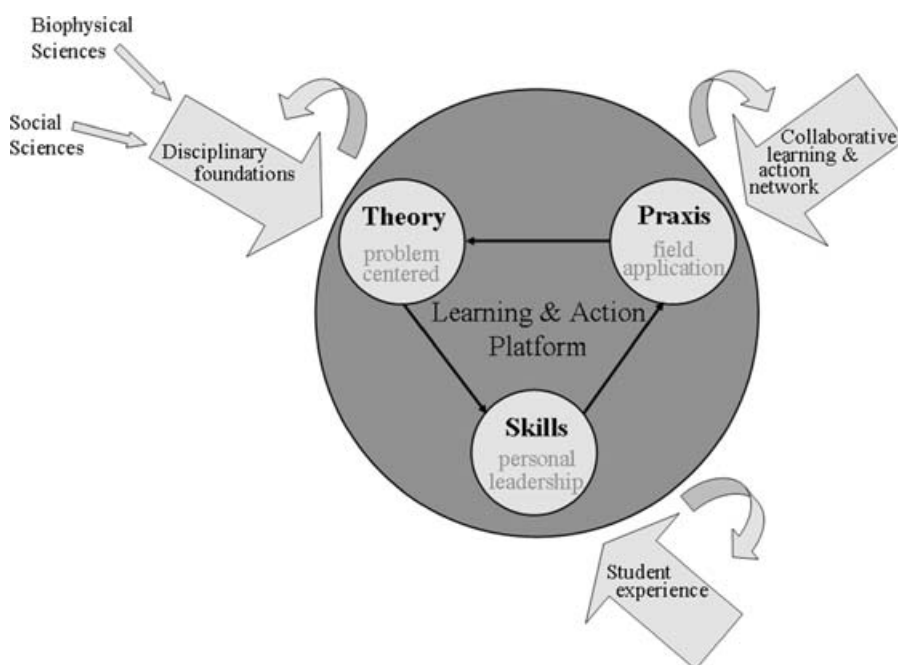 Biophysical
Sciences
Social
Sciences
Disciplinary
foundations
Collaborative
learning &
action
network
Theory
problem
centered
Praxis
field
application
Learning & Action
Platform
Skills
personal
leadership
Student
experience